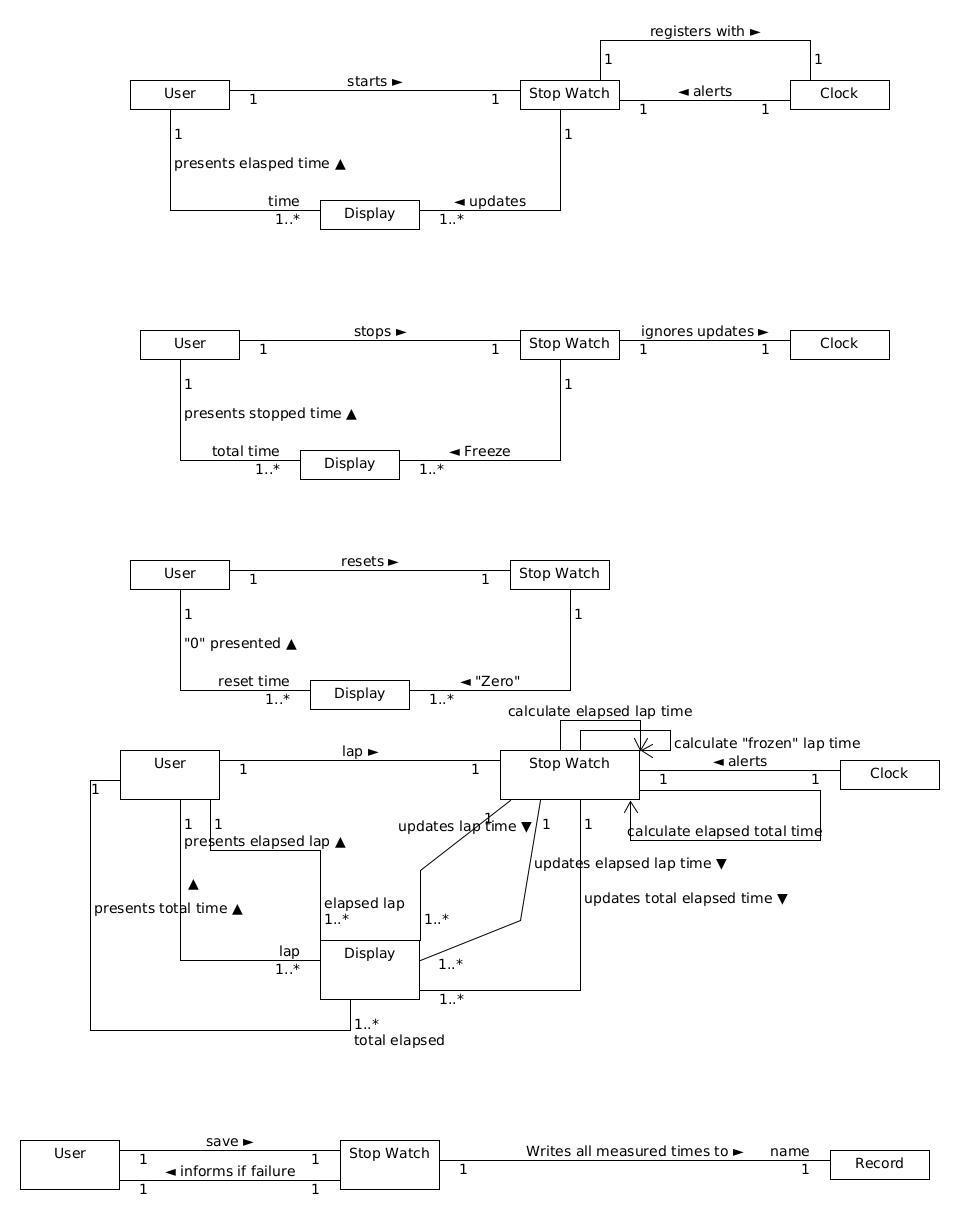 registers with ►
1 1
starts ►
◄ alerts
User
Stop Watch
Clock
1 1
1 1
1
1
presents elasped time ▲
time
◄ updates
1..*
Display
1..*
stops ►
ignores updates ►
User
Stop Watch
Clock
1 1
1 1
1
1
presents stopped time ▲
total time
◄ Freeze
1..*
Display
1..*
resets ►
User
Stop Watch
1 1
1
1
"0" presented ▲
reset time
◄ "Zero"
1..*
Display
1..*
calculate elapsed lap time
calculate "frozen" lap time
lap ►
◄ alerts
User
Stop Watch
Clock
1 1
1 1
1
1
1
1
1
1
updates lap time ▼
calculate elapsed total time
presents elapsed lap ▲
updates elapsed lap time ▼
▲
updates total elapsed time ▼
presents total time ▲
elapsed lap
1..*
1..*
lap
1..*
Display
1..*
1..*
1..*
total elapsed
save ►
User
Stop Watch
Writes all measured times to ►
name
Record
1 1
◄ informs if failure
1 1
1 1